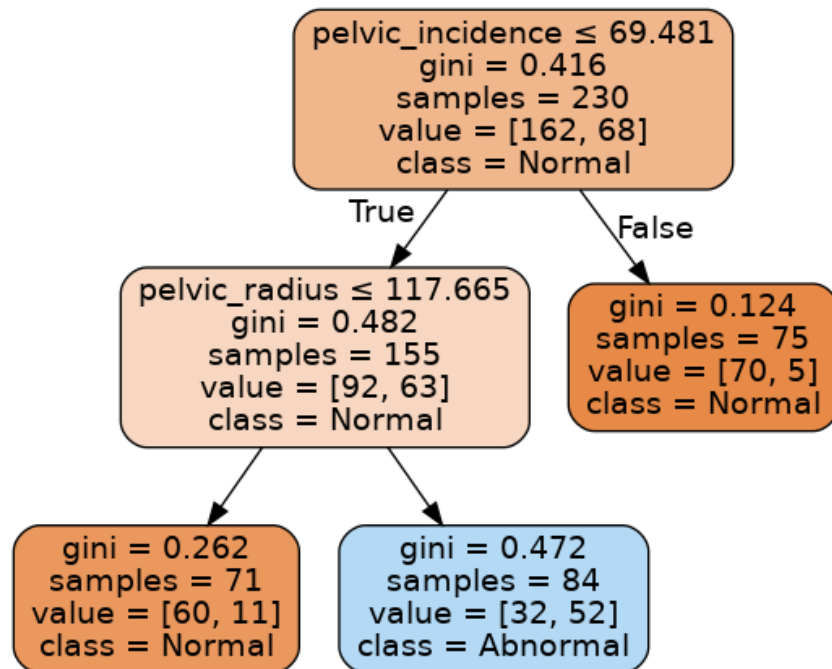 pelvic_incidence ≤ 69.481
gini = 0.416
samples = 230
value = [162, 68]
class = Normal
True
False
pelvic_radius ≤ 117.665
gini = 0.482
samples = 155
value = [92, 63]
class = Normal
gini = 0.124
samples = 75
value = [70, 5]
class = Normal
gini = 0.262
samples = 71
value = [60, 11]
class = Normal
gini = 0.472
samples = 84
value = [32, 52]
class = Abnormal